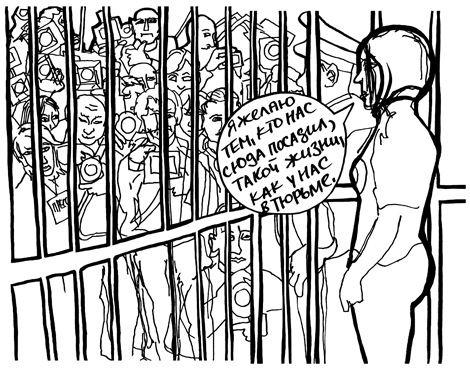 Я ЖЕЛАЮ
ТЕМ, КТО НАС
СЮДА ПОСАДИЛ,
ТАКОЙ ЖИЗНИ,
КАК У НАС
В ТЮРЬМЕ.